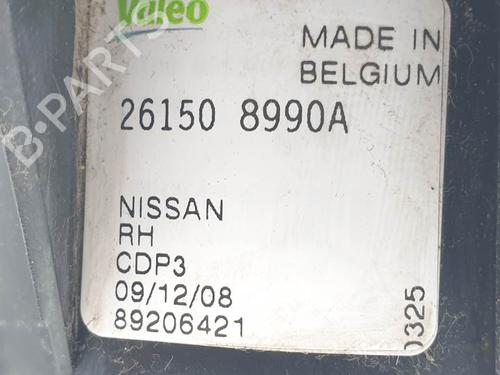 Valeo
MADE IN
BELGIUM
26150 8990A
NISSAN
RH
CDP3
09/12/08
89206421
0325
B-PARTS